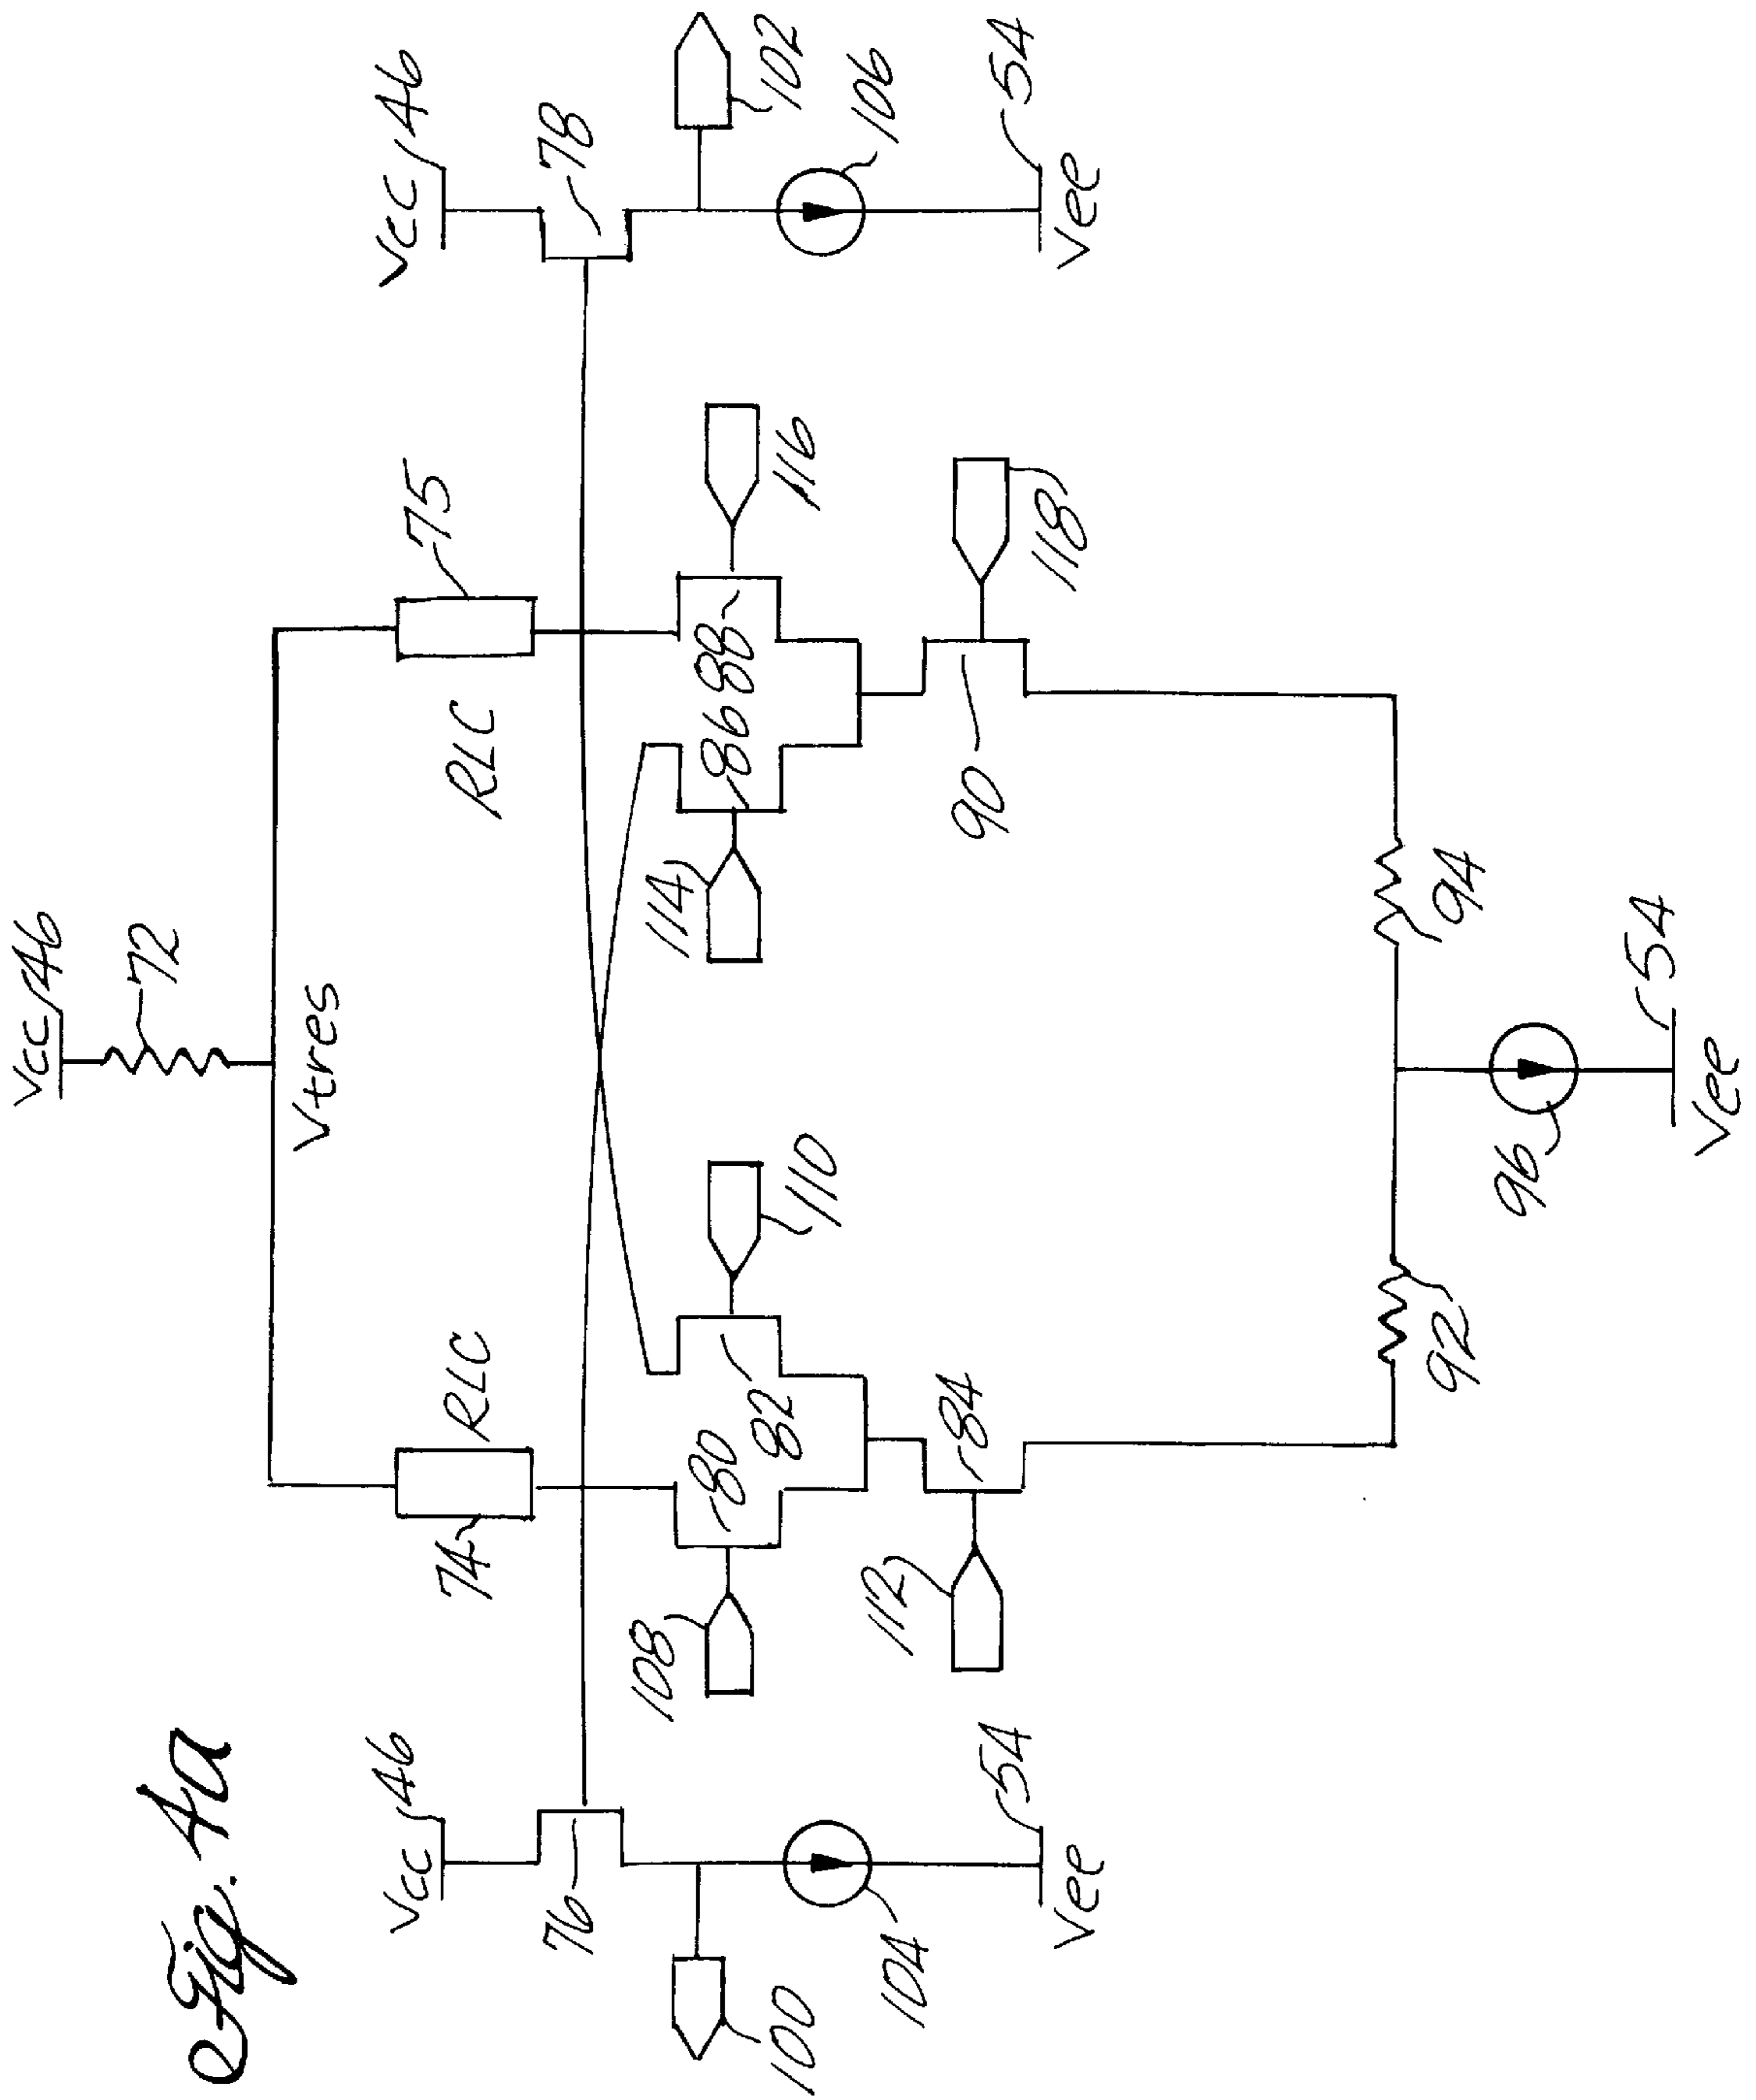 Fig. 4a
Vcc 46
72
Vtres
74
RLC
RLC
75
Vcc 46
76
100
104
Vee 54
Vcc 46
78
102
106
Vee 54
108
80
82
110
112
84
114
86 88
116
90
118
92
94
96
Vee 54